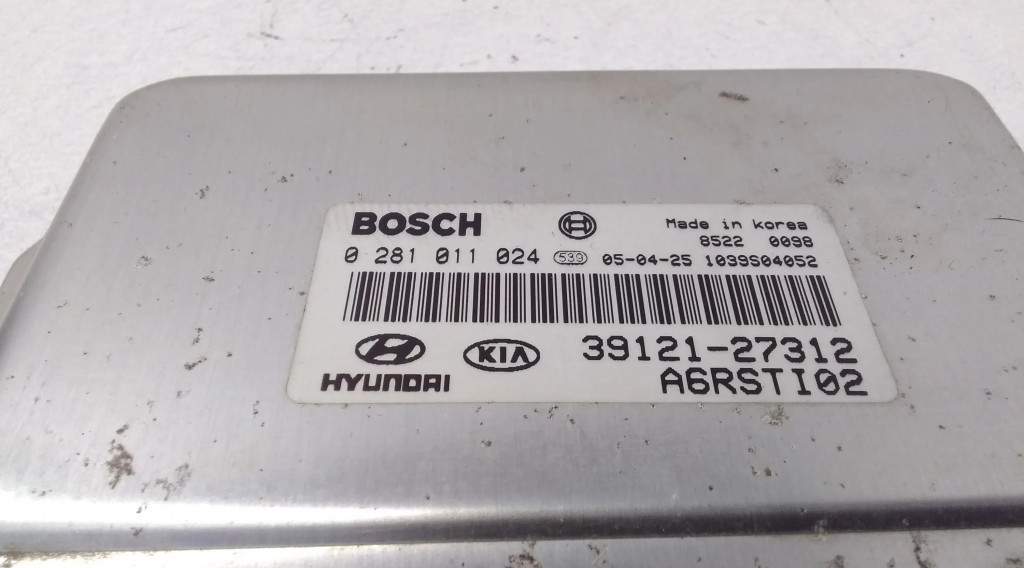 BOSCH
Made in korea
8522 0098
0 281 011 024 539 05-04-25 1039S04052
39121-27312
HYUNDAI KIA
A6RSTI02